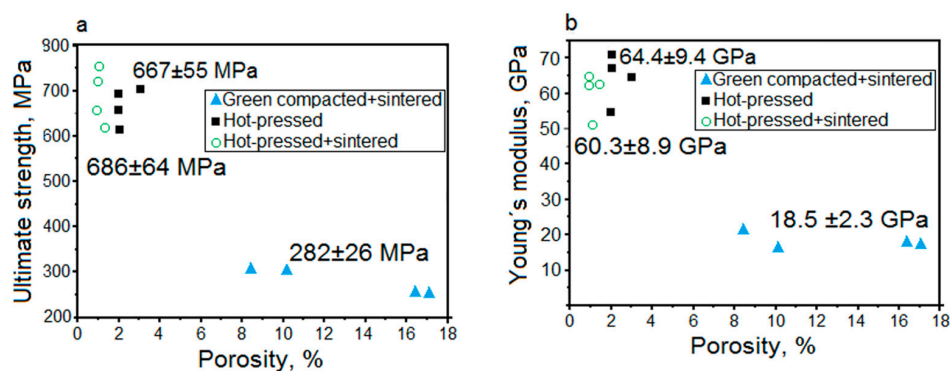 a
800
700
600
500
400
300
200
0 2 4 6 8 10 12 14 16 18
Ultimate strength, MPa
Porosity, %
667±55 MPa
Green compacted+sintered
Hot-pressed
Hot-pressed+sintered
686±64 MPa
282±26 MPa
b
70
60
50
40
30
20
10
0 2 4 6 8 10 12 14 16 18
Young´s modulus, GPa
Porosity, %
64.4±9.4 GPa
Green compacted+sintered
Hot-pressed
Hot-pressed+sintered
60.3±8.9 GPa
18.5 ±2.3 GPa